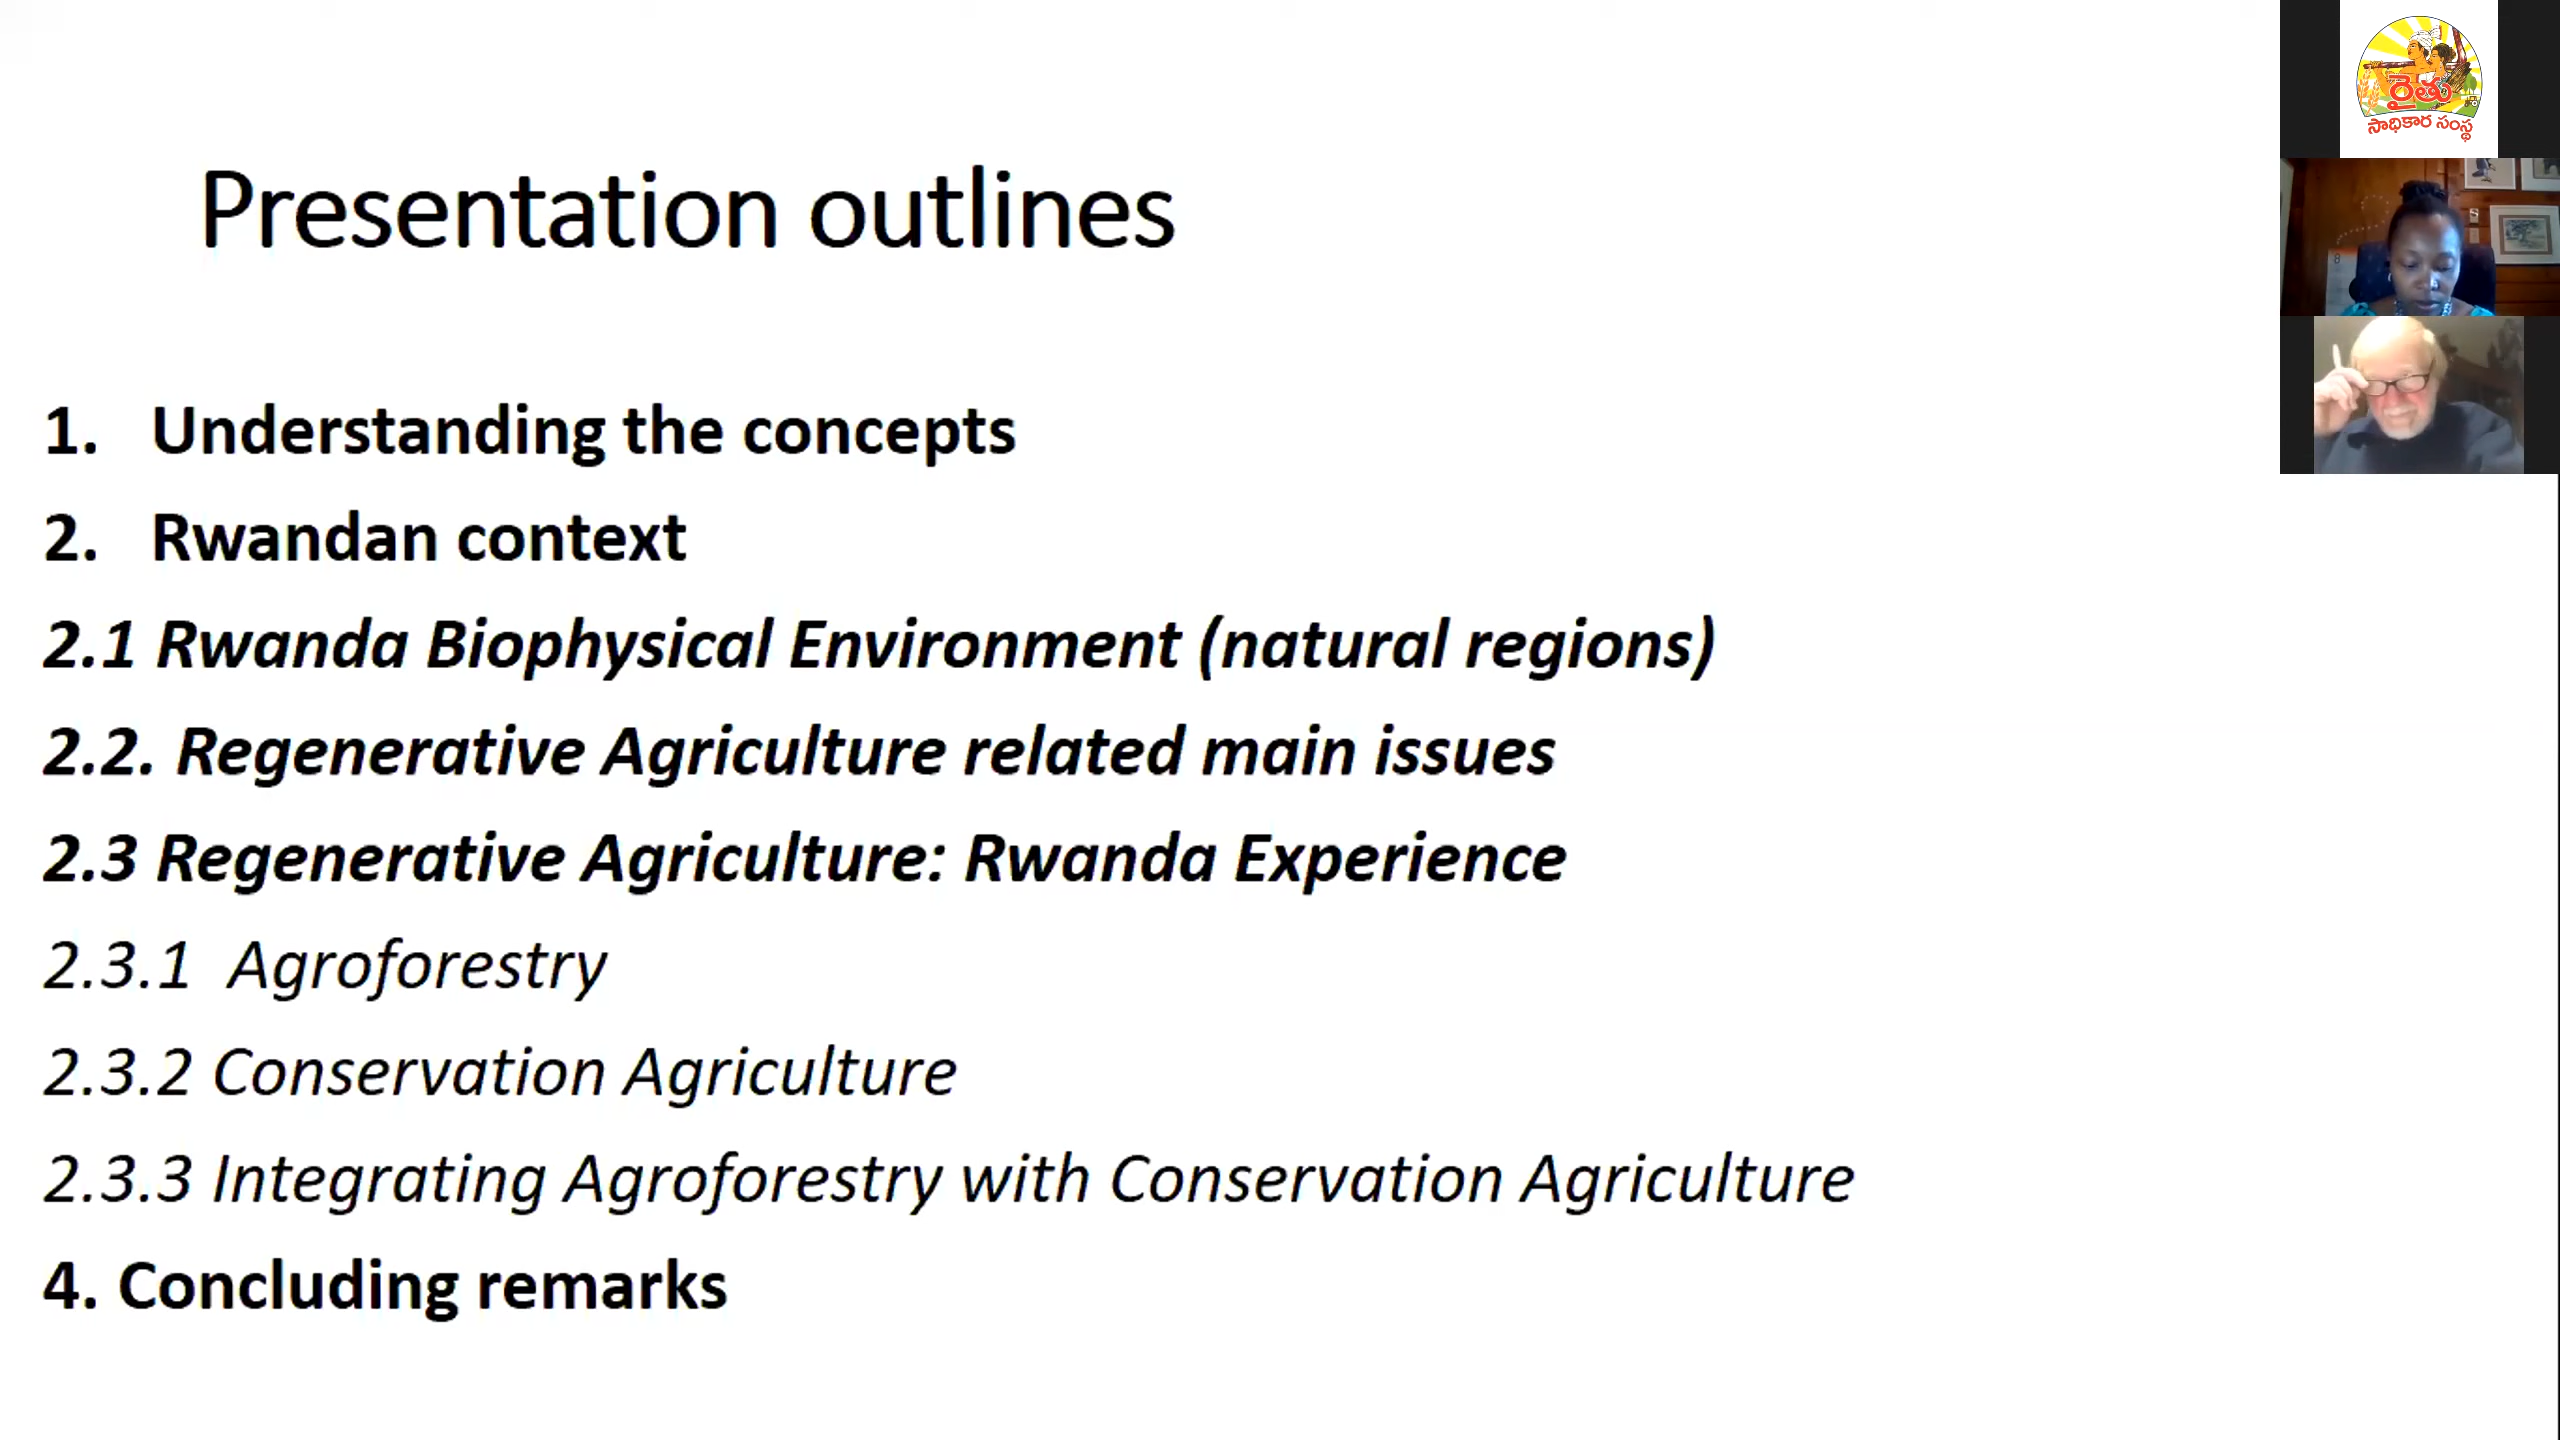 Presentation outlines
1. Understanding the concepts
2. Rwandan context
2.1 Rwanda Biophysical Environment (natural regions)
2.2. Regenerative Agriculture related main issues
2.3 Regenerative Agriculture: Rwanda Experience
2.3.1 Agroforestry
2.3.2 Conservation Agriculture
2.3.3 Integrating Agroforestry with Conservation Agriculture
4. Concluding remarks
రైతు
సాధికార సంస్థ